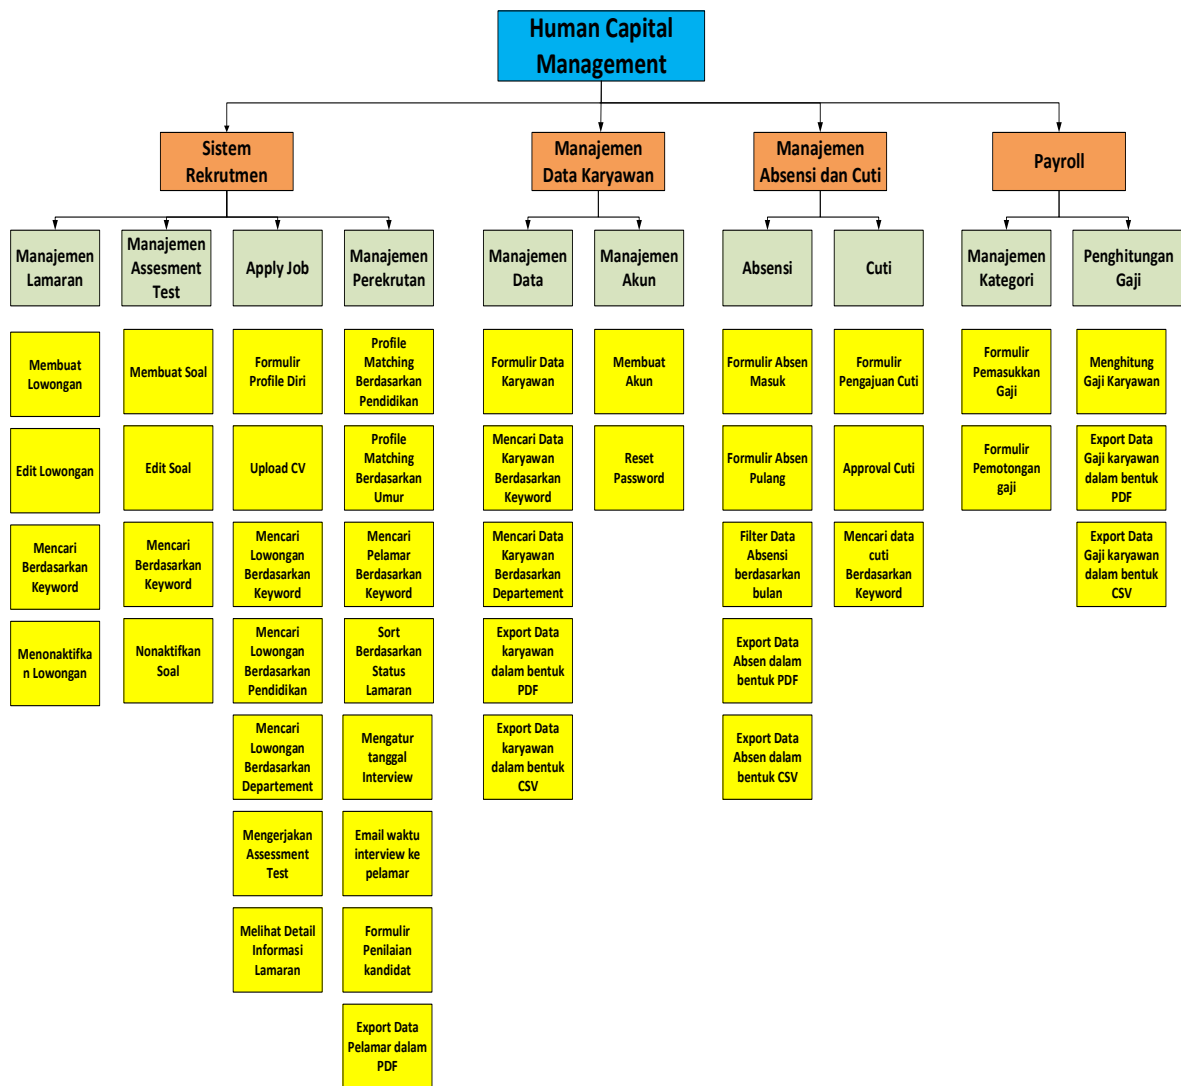 Human Capital
Management
Sistem
Rekrutmen
Manajemen
Data Karyawan
Manajemen
Absensi dan Cuti
Payroll
Manajemen
Lamaran
Manajemen
Assesment
Test
Apply Job
Manajemen
Perekrutan
Manajemen
Data
Manajemen
Akun
Absensi
Cuti
Manajemen
Kategori
Penghitungan
Gaji
Membuat
Lowongan
Membuat Soal
Formulir
Profile Diri
Profile
Matching
Berdasarkan
Pendidikan
Formulir Data
Karyawan
Membuat
Akun
Formulir Absen
Masuk
Formulir
Pengajuan Cuti
Formulir
Pemasukkan
Gaji
Menghitung
Gaji Karyawan
Edit Lowongan
Edit Soal
Upload CV
Profile
Matching
Berdasarkan
Umur
Mencari Data
Karyawan
Berdasarkan
Keyword
Reset
Password
Formulir Absen
Pulang
Approval Cuti
Formulir
Pemotongan
gaji
Export Data
Gaji karyawan
dalam bentuk
PDF
Mencari
Berdasarkan
Keyword
Mencari
Berdasarkan
Keyword
Mencari
Lowongan
Berdasarkan
Keyword
Mencari
Pelamar
Berdasarkan
Keyword
Mencari Data
Karyawan
Berdasarkan
Departement
Filter Data
Absensi
berdasarkan
bulan
Mencari data
cuti
Berdasarkan
Keyword
Export Data
Gaji karyawan
dalam bentuk
CSV
Menonaktifka
n Lowongan
Nonaktifkan
Soal
Mencari
Lowongan
Berdasarkan
Pendidikan
Sort
Berdasarkan
Status
Lamaran
Export Data
karyawan
dalam bentuk
PDF
Export Data
Absen dalam
bentuk PDF
Mencari
Lowongan
Berdasarkan
Departement
Mengatur
tanggal
Interview
Export Data
karyawan
dalam bentuk
CSV
Export Data
Absen dalam
bentuk CSV
Mengerjakan
Assessment
Test
Email waktu
interview ke
pelamar
Melihat Detail
Informasi
Lamaran
Formulir
Penilaian
kandidat
Export Data
Pelamar dalam
PDF